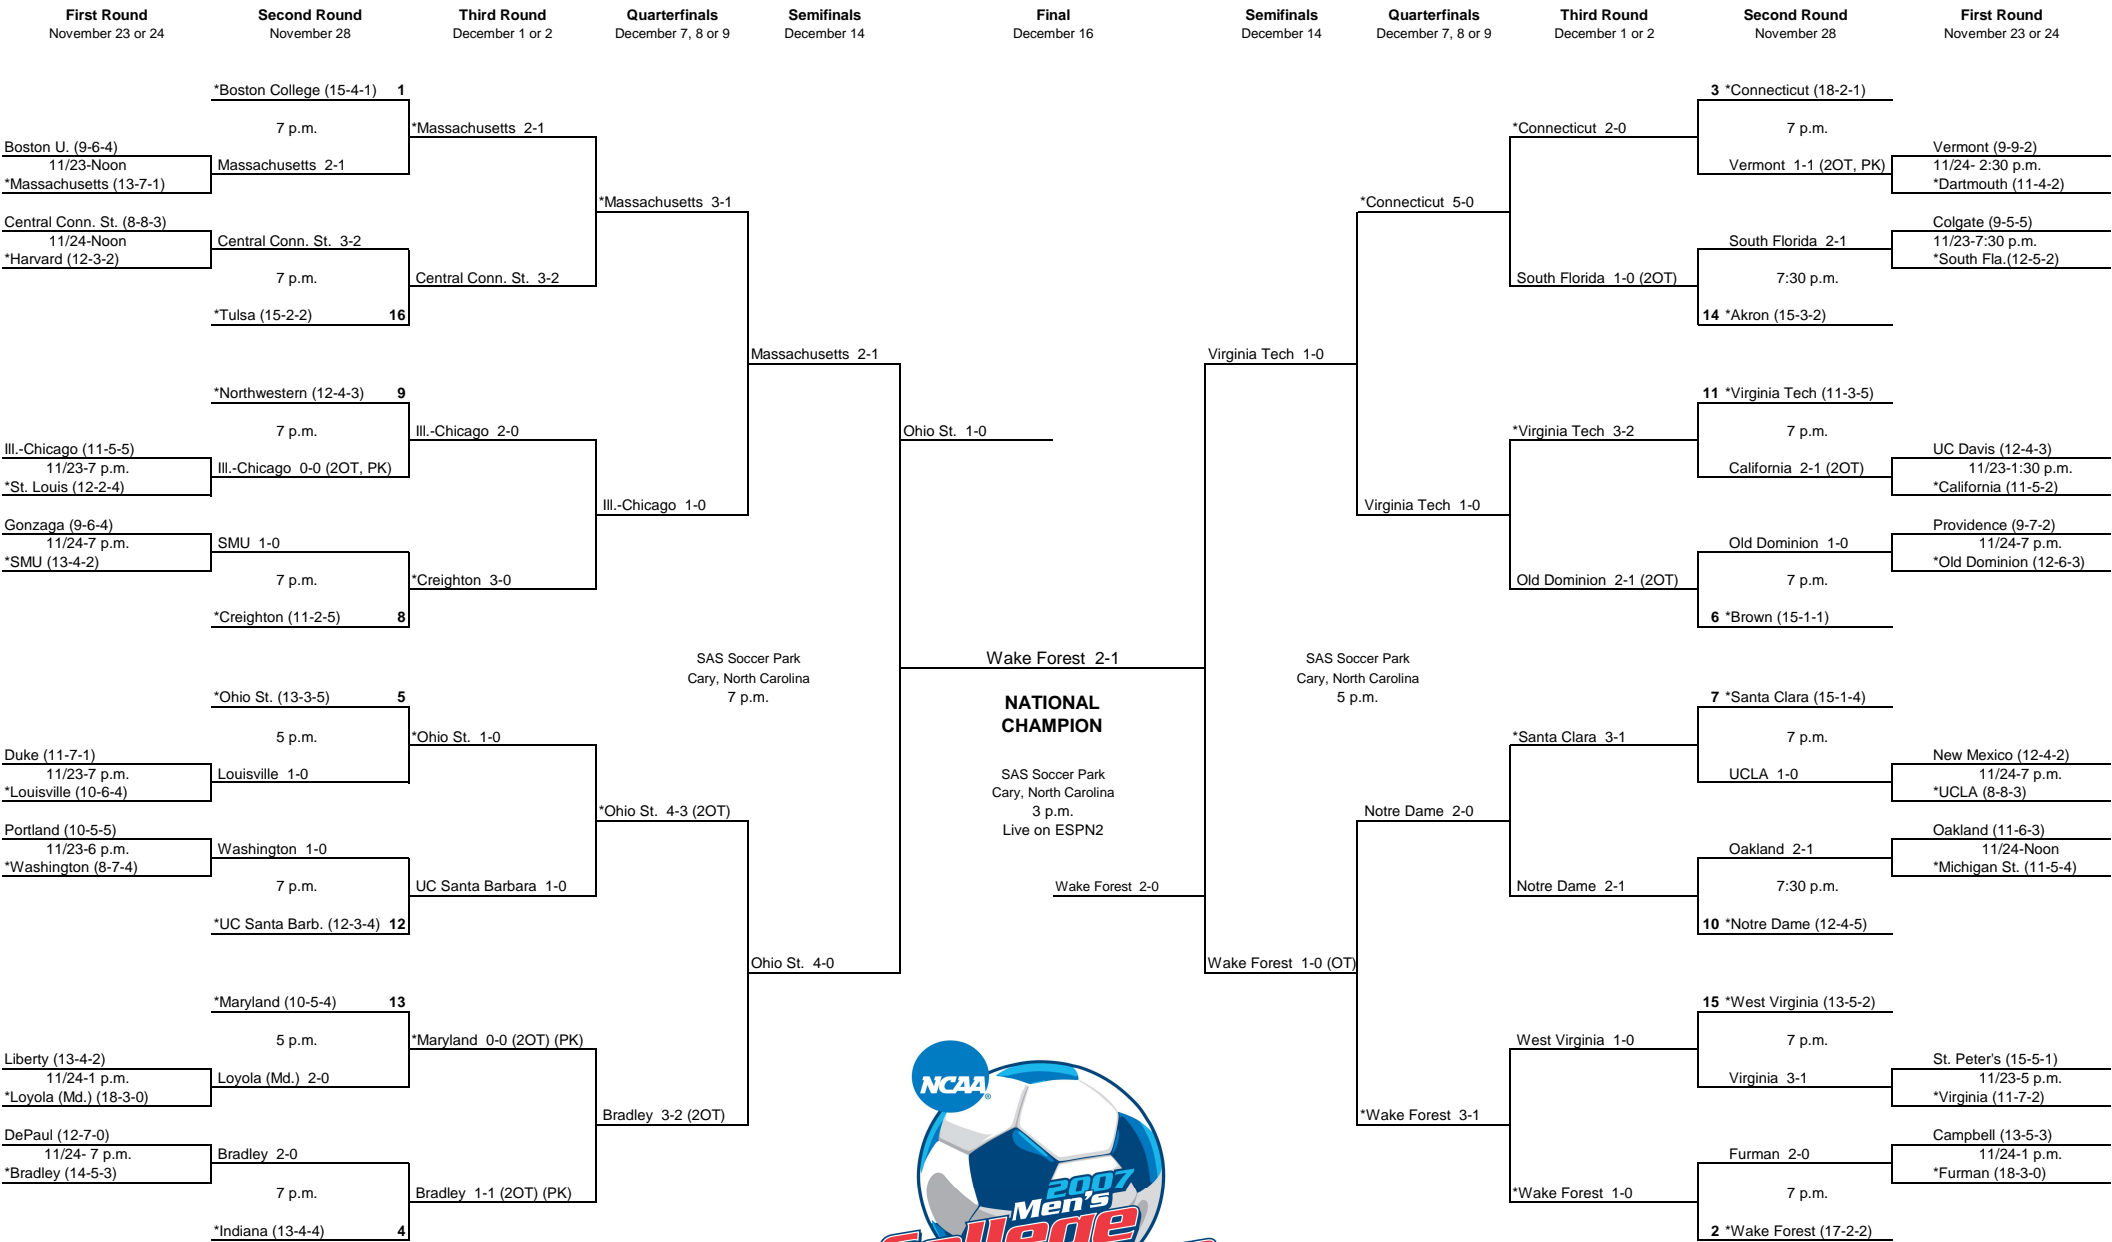 First Round Second Round Third Round Quarterfinals Semifinals Final Semifinals Quarterfinals Third Round Second Round First Round
November 23 or 24 November 28 December 1 or 2 December 7, 8 or 9 December 14 December 16 December 14 December 7, 8 or 9 December 1 or 2 November 28 November 23 or 24
*Boston College (15-4-1) 1
7 p.m.
*Massachusetts 2-1
Boston U. (9-6-4)
11/23-Noon
Massachusetts 2-1
*Massachusetts (13-7-1)
*Massachusetts 3-1
Central Conn. St. (8-8-3)
11/24-Noon
Central Conn. St. 3-2
*Harvard (12-3-2)
7 p.m.
Central Conn. St. 3-2
*Tulsa (15-2-2) 16
Massachusetts 2-1
*Northwestern (12-4-3) 9
7 p.m.
Ill.-Chicago 2-0
Ill.-Chicago (11-5-5)
11/23-7 p.m.
Ill.-Chicago 0-0 (2OT, PK)
*St. Louis (12-2-4)
Ill.-Chicago 1-0
Gonzaga (9-6-4)
11/24-7 p.m.
SMU 1-0
*SMU (13-4-2)
7 p.m.
*Creighton 3-0
*Creighton (11-2-5) 8
Ohio St. 1-0
SAS Soccer Park
Cary, North Carolina
7 p.m.
*Ohio St. (13-3-5) 5
5 p.m.
*Ohio St. 1-0
Duke (11-7-1)
11/23-7 p.m.
Louisville 1-0
*Louisville (10-6-4)
*Ohio St. 4-3 (2OT)
Portland (10-5-5)
11/23-6 p.m.
Washington 1-0
*Washington (8-7-4)
7 p.m.
UC Santa Barbara 1-0
*UC Santa Barb. (12-3-4) 12
Ohio St. 4-0
*Maryland (10-5-4) 13
5 p.m.
*Maryland 0-0 (2OT) (PK)
Liberty (13-4-2)
11/24-1 p.m.
Loyola (Md.) 2-0
*Loyola (Md.) (18-3-0)
Bradley 3-2 (2OT)
DePaul (12-7-0)
11/24- 7 p.m.
Bradley 2-0
*Bradley (14-5-3)
7 p.m.
Bradley 1-1 (2OT) (PK)
*Indiana (13-4-4) 4
Wake Forest 2-1
NATIONAL
CHAMPION
SAS Soccer Park
Cary, North Carolina
3 p.m.
Live on ESPN2
Wake Forest 2-0
NCAA®
2007
Men's
College
3 *Connecticut (18-2-1)
*Connecticut 2-0
7 p.m.
Vermont (9-9-2)
Vermont 1-1 (2OT, PK)
11/24- 2:30 p.m.
*Dartmouth (11-4-2)
*Connecticut 5-0
Colgate (9-5-5)
South Florida 2-1
11/23-7:30 p.m.
*South Fla.(12-5-2)
South Florida 1-0 (2OT)
7:30 p.m.
14 *Akron (15-3-2)
Virginia Tech 1-0
11 *Virginia Tech (11-3-5)
*Virginia Tech 3-2
7 p.m.
UC Davis (12-4-3)
California 2-1 (2OT)
11/23-1:30 p.m.
*California (11-5-2)
Virginia Tech 1-0
Providence (9-7-2)
Old Dominion 1-0
11/24-7 p.m.
*Old Dominion (12-6-3)
Old Dominion 2-1 (2OT)
7 p.m.
6 *Brown (15-1-1)
SAS Soccer Park
Cary, North Carolina
5 p.m.
7 *Santa Clara (15-1-4)
*Santa Clara 3-1
7 p.m.
New Mexico (12-4-2)
UCLA 1-0
11/24-7 p.m.
*UCLA (8-8-3)
Notre Dame 2-0
Oakland (11-6-3)
Oakland 2-1
11/24-Noon
*Michigan St. (11-5-4)
Notre Dame 2-1
7:30 p.m.
10 *Notre Dame (12-4-5)
Wake Forest 1-0 (OT)
15 *West Virginia (13-5-2)
West Virginia 1-0
7 p.m.
St. Peter's (15-5-1)
Virginia 3-1
11/23-5 p.m.
*Virginia (11-7-2)
*Wake Forest 3-1
Campbell (13-5-3)
Furman 2-0
11/24-1 p.m.
*Furman (18-3-0)
*Wake Forest 1-0
7 p.m.
2 *Wake Forest (17-2-2)